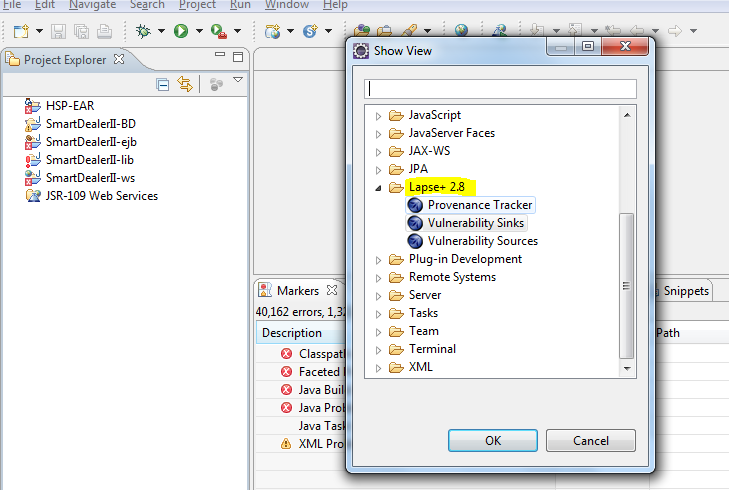 File Edit Navigate Search Project Run Window Help
Project Explorer
HSP-EAR
SmartDealerII-BD
SmartDealerII-ejb
SmartDealerII-lib
SmartDealerII-ws
JSR-109 Web Services
Show View
JavaScript
JavaServer Faces
JAX-WS
JPA
Lapse+ 2.8
Provenance Tracker
Vulnerability Sinks
Vulnerability Sources
Plug-in Development
Remote Systems
Server
Tasks
Team
Terminal
XML
OK Cancel
Markers
Snippets
40,162 errors, 1,32
Description
Path
Classpat
Faceted
Java Buil
Java Prob
Java Task
XML Pro